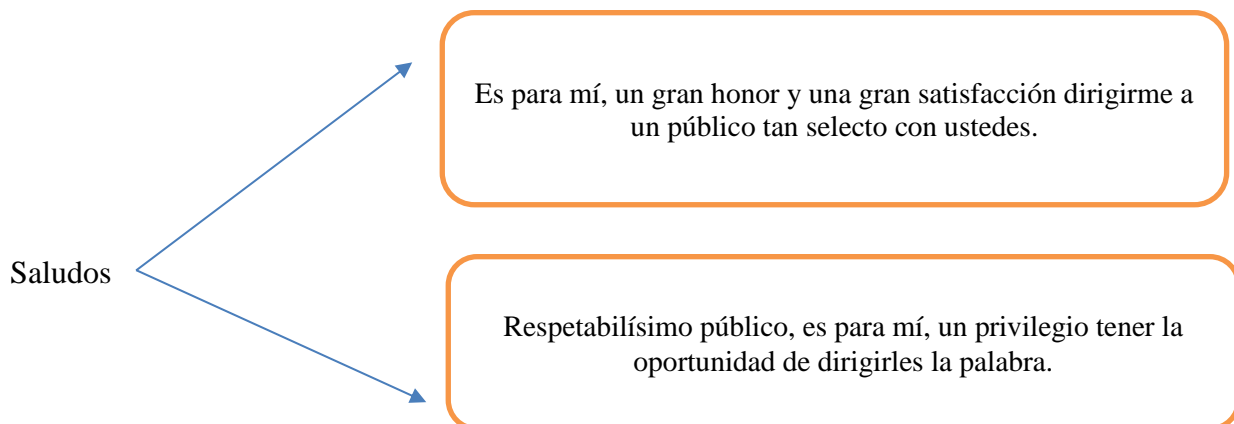 Es para mí, un gran honor y una gran satisfacción dirigirme a
un público tan selecto con ustedes.
Saludos
Respetabilísimo público, es para mí, un privilegio tener la
oportunidad de dirigirles la palabra.